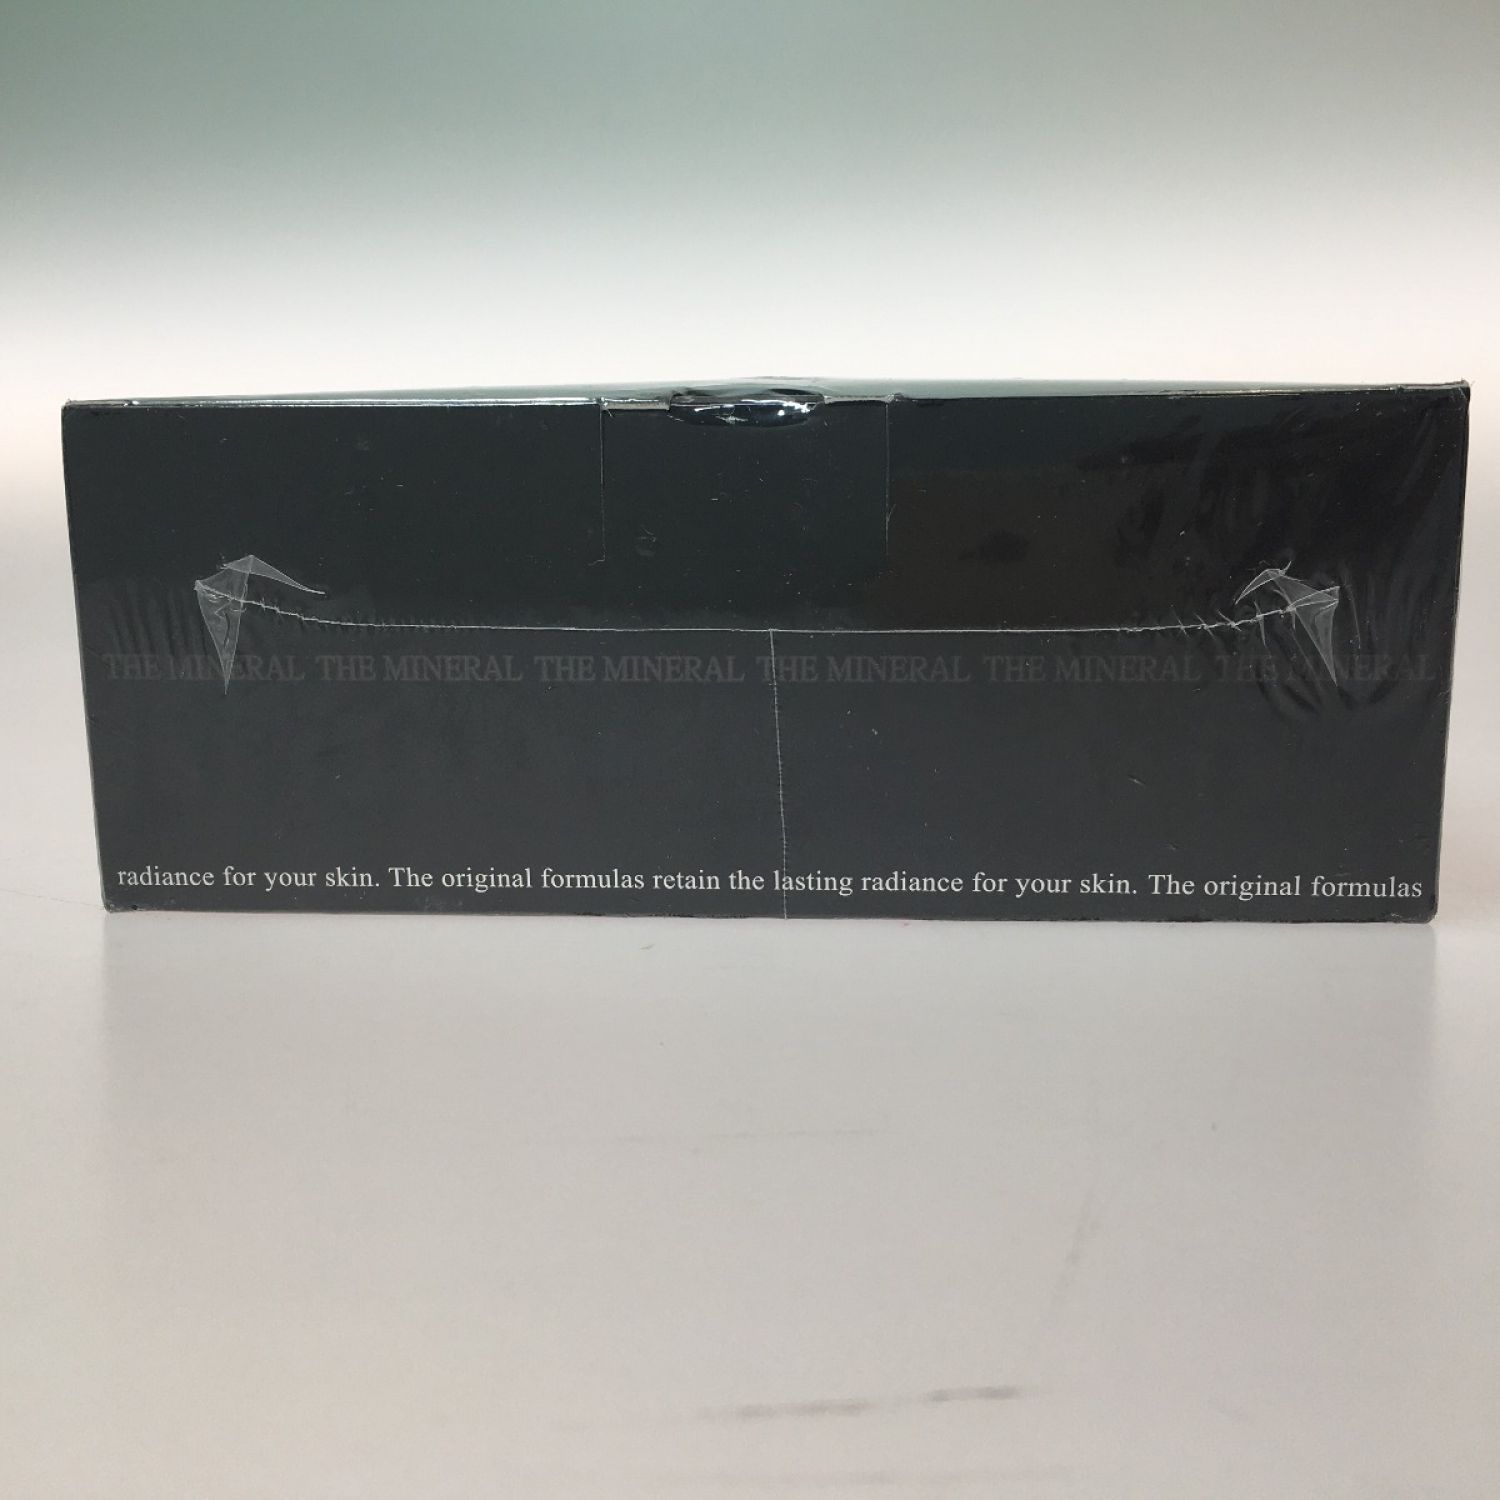 THE MINERAL THE MINERAL THE MINERAL THE MINERAL THE MINERAL THE MINERAL
radiance for your skin. The original formulas retain the lasting radiance for your skin. The original formulas